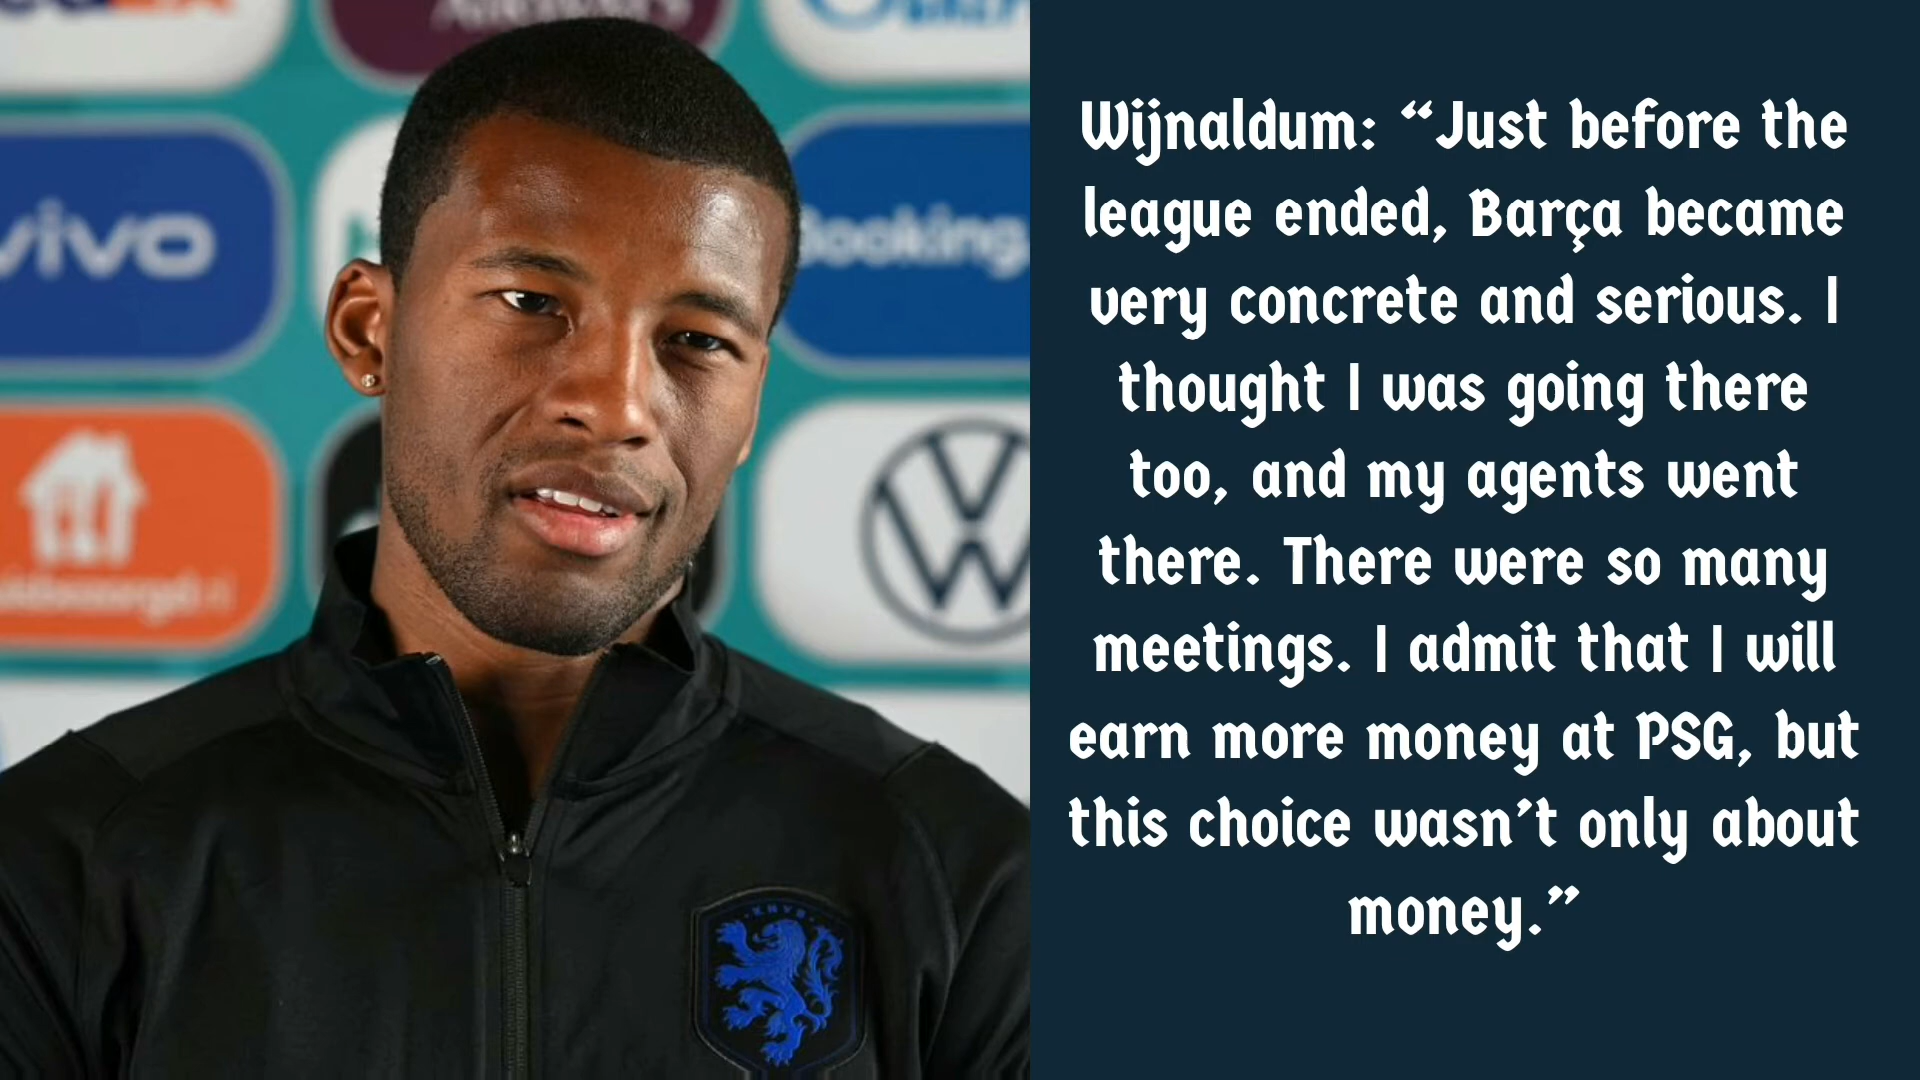 vivo
Booking.
KNVB
Wijnaldum: “Just before the
league ended, Barça became
very concrete and serious. I
thought I was going there
too, and my agents went
there. There were so many
meetings. I admit that I will
earn more money at PSG, but
this choice wasn’t only about
money.”